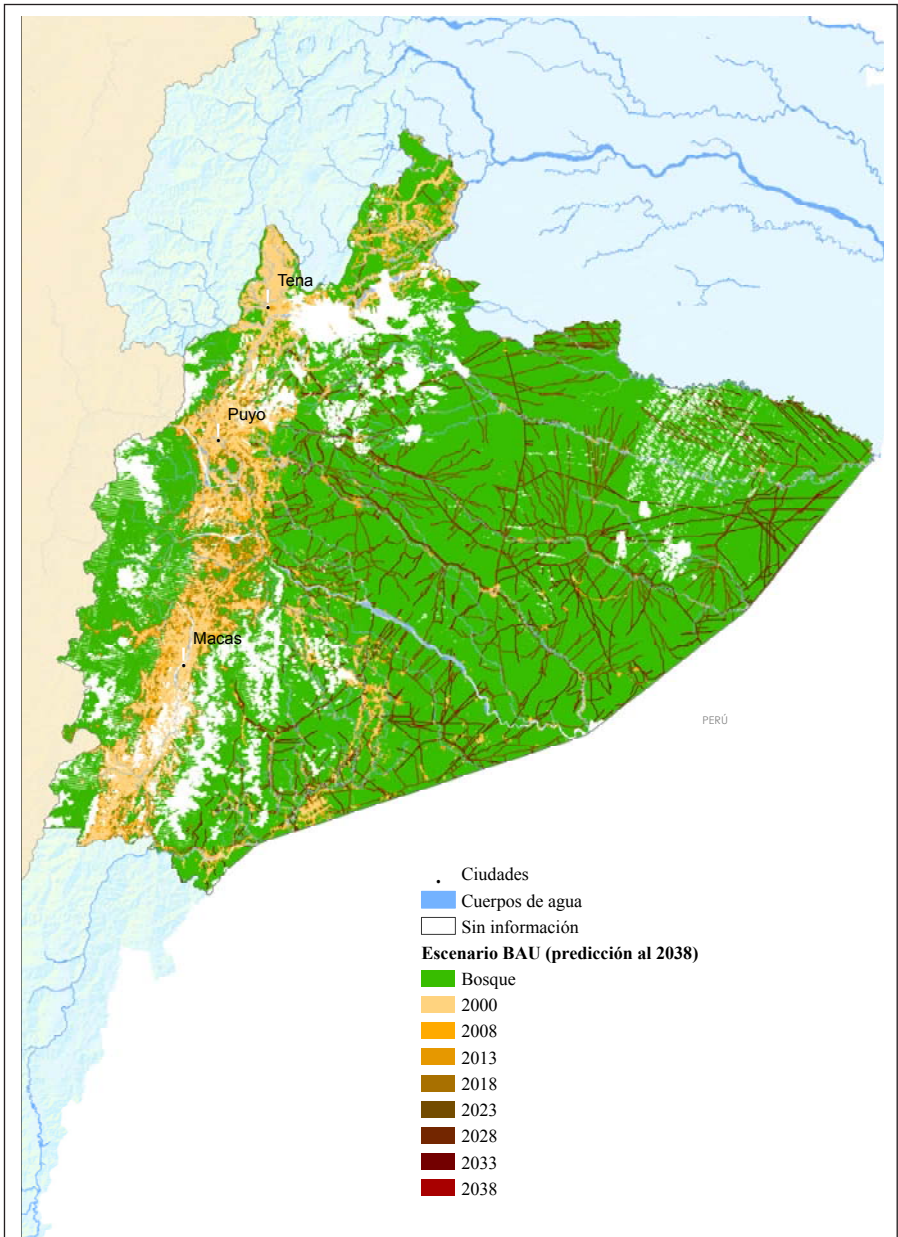 Tena
Puyo
Macas
PERÚ
Ciudades
Cuerpos de agua
Sin información
Escenario BAU (predicción al 2038)
Bosque
2000
2008
2013
2018
2023
2028
2033
2038